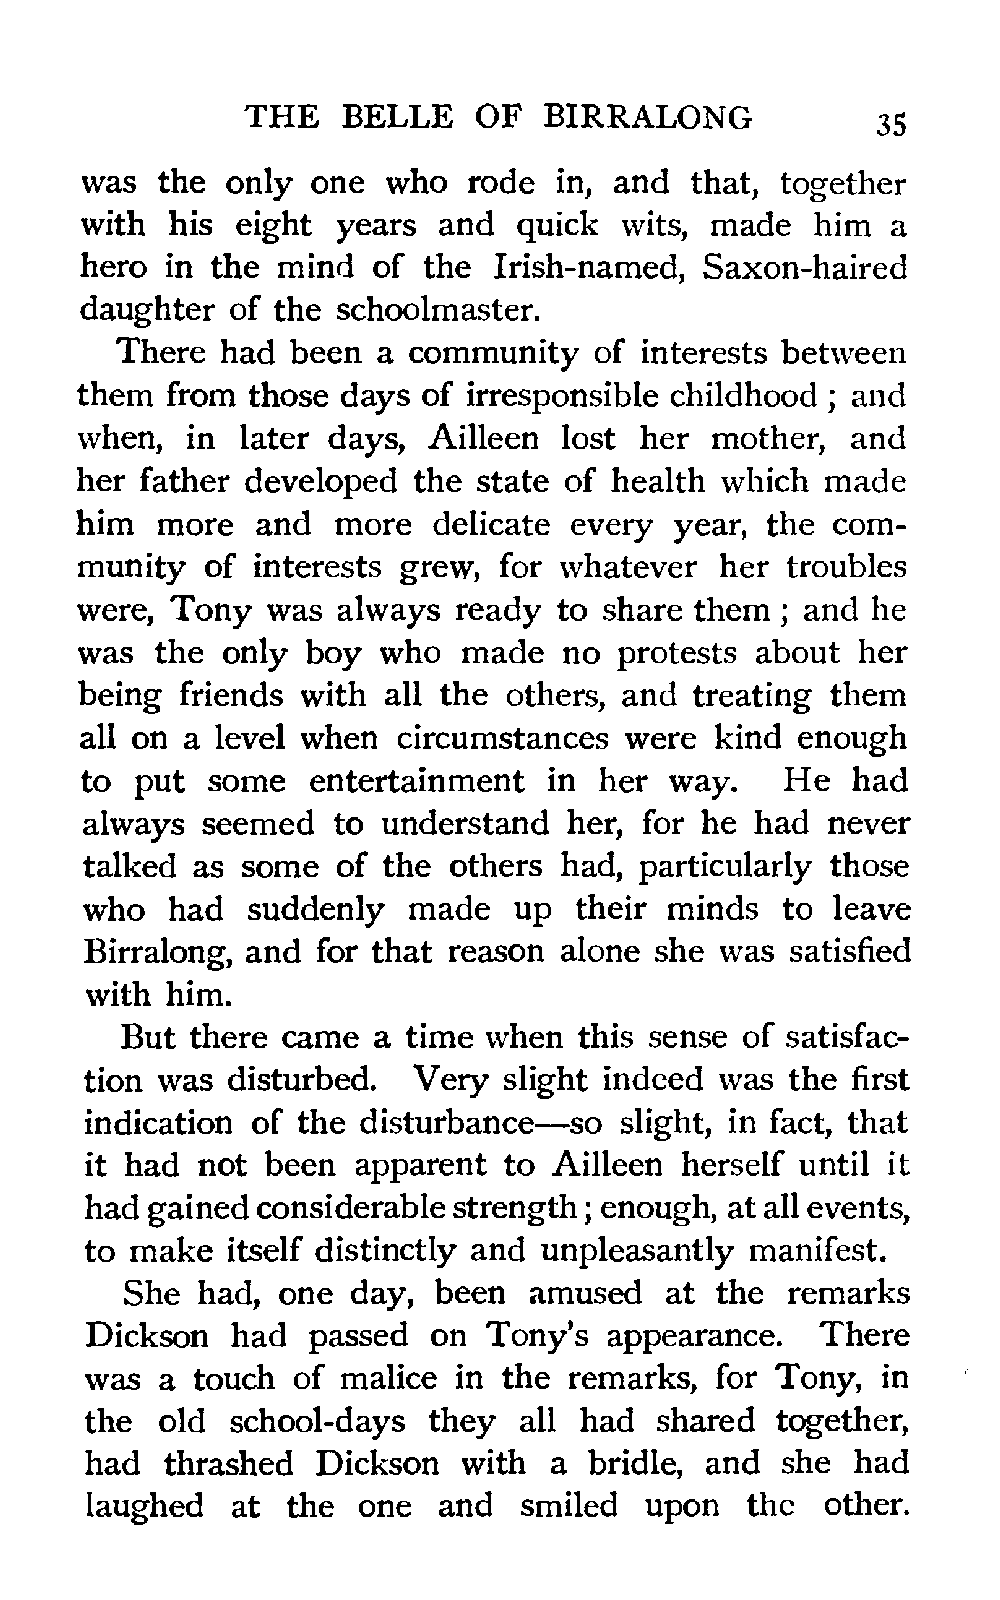 THE BELLE OF BIRRALONG 35
was the only one who rode in, and that, together
with his eight years and quick wits, made him a
hero in the mind of the Irish-named, Saxon-haired
daughter of the schoolmaster.
There had been a community of interests between
them from those days of irresponsible childhood ; and
when, in later days, Ailleen lost her mother, and
her father developed the state of health which made
him more and more delicate every year, the com-
munity of interests grew, for whatever her troubles
were, Tony was always ready to share them ; and he
was the only boy who made no protests about her
being friends with all the others, and treating them
all on a level when circumstances were kind enough
to put some entertainment in her way. He had
always seemed to understand her, for he had never
talked as some of the others had, particularly those
who had suddenly made up their minds to leave
Birralong, and for that reason alone she was satisfied
with him.
But there came a time when this sense of satisfac-
tion was disturbed. Very slight indeed was the first
indication of the disturbance—so slight, in fact, that
it had not been apparent to Ailleen herself until it
had gained considerable strength ; enough, at all events,
to make itself distinctly and unpleasantly manifest.
She had, one day, been amused at the remarks
Dickson had passed on Tony's appearance. There
was a touch of malice in the remarks, for Tony, in
the old school-days they all had shared together,
had thrashed Dickson with a bridle, and she had
laughed at the one and smiled upon the other.